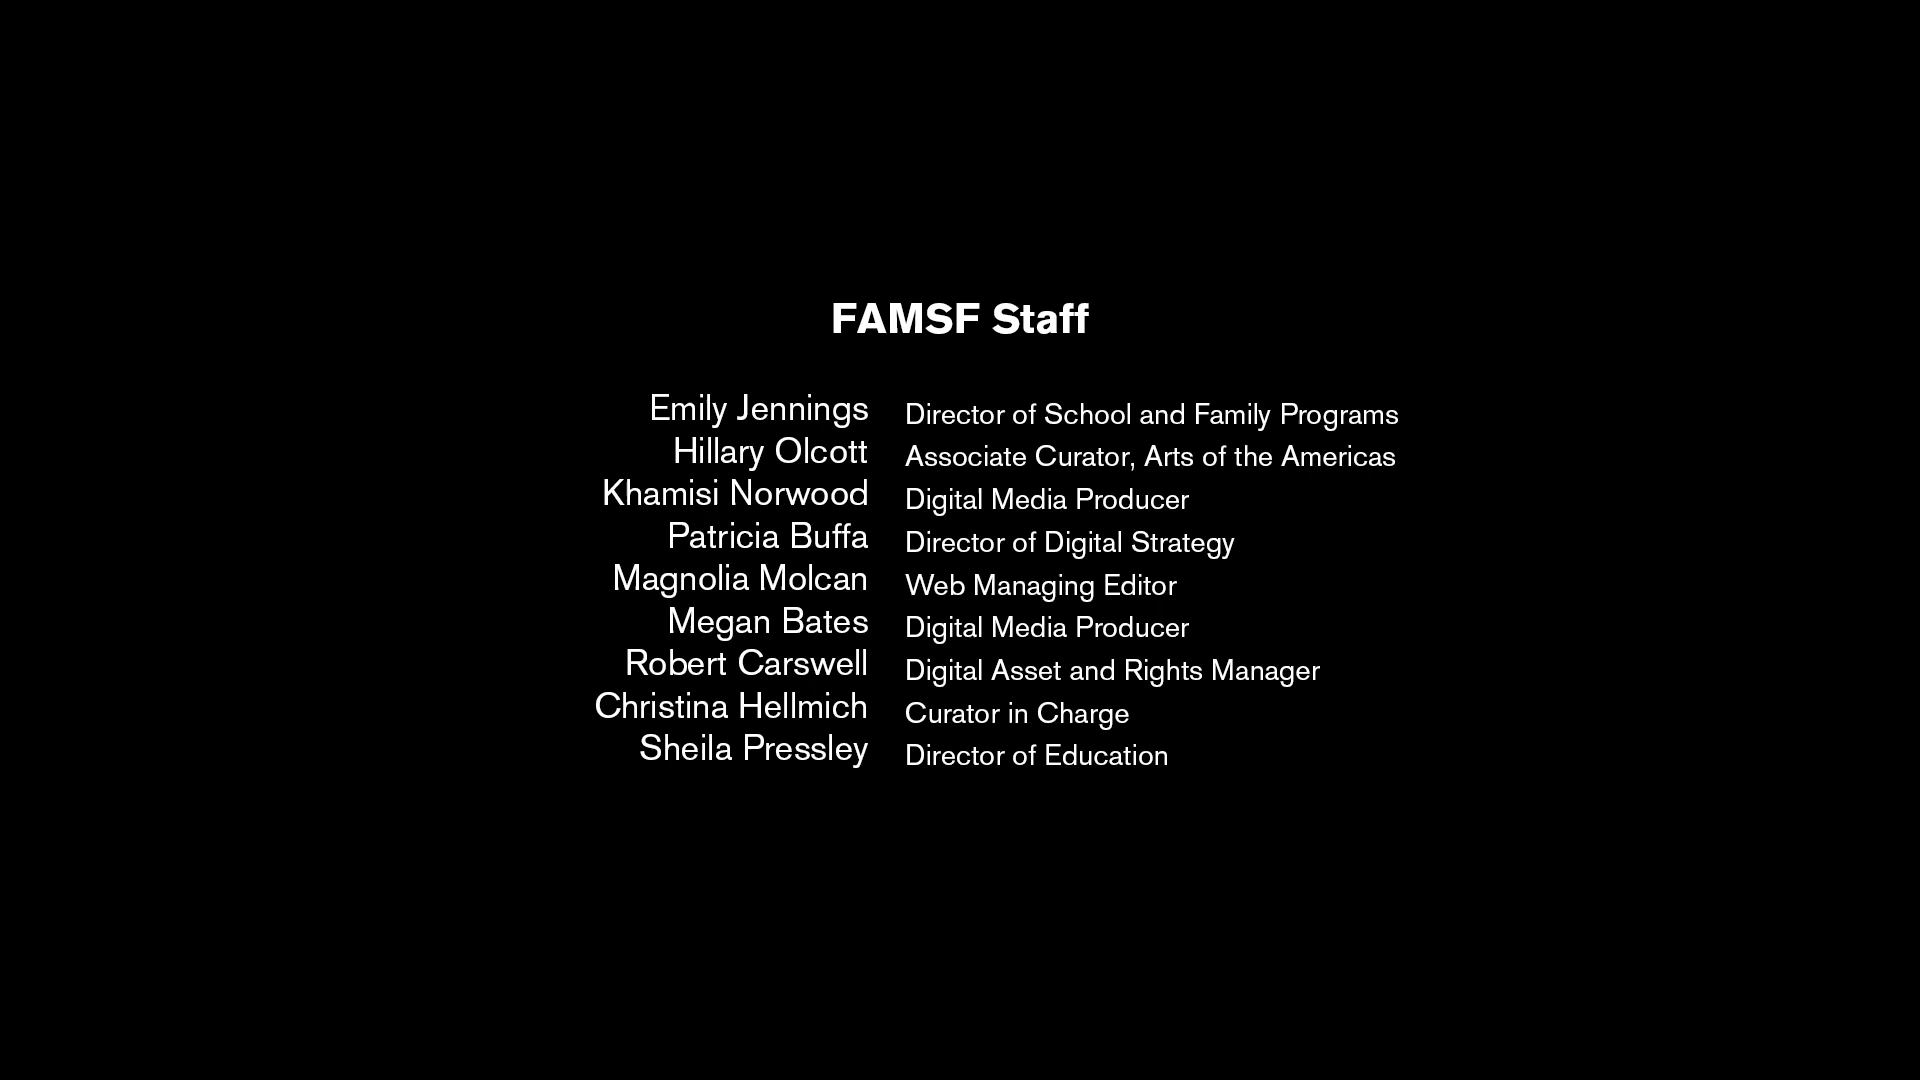 FAMSF Staff
Emily Jennings Director of School and Family Programs
Hillary Olcott Associate Curator, Arts of the Americas
Khamisi Norwood Digital Media Producer
Patricia Buffa Director of Digital Strategy
Magnolia Molcan Web Managing Editor
Megan Bates Digital Media Producer
Robert Carswell Digital Asset and Rights Manager
Christina Hellmich Curator in Charge
Sheila Pressley Director of Education